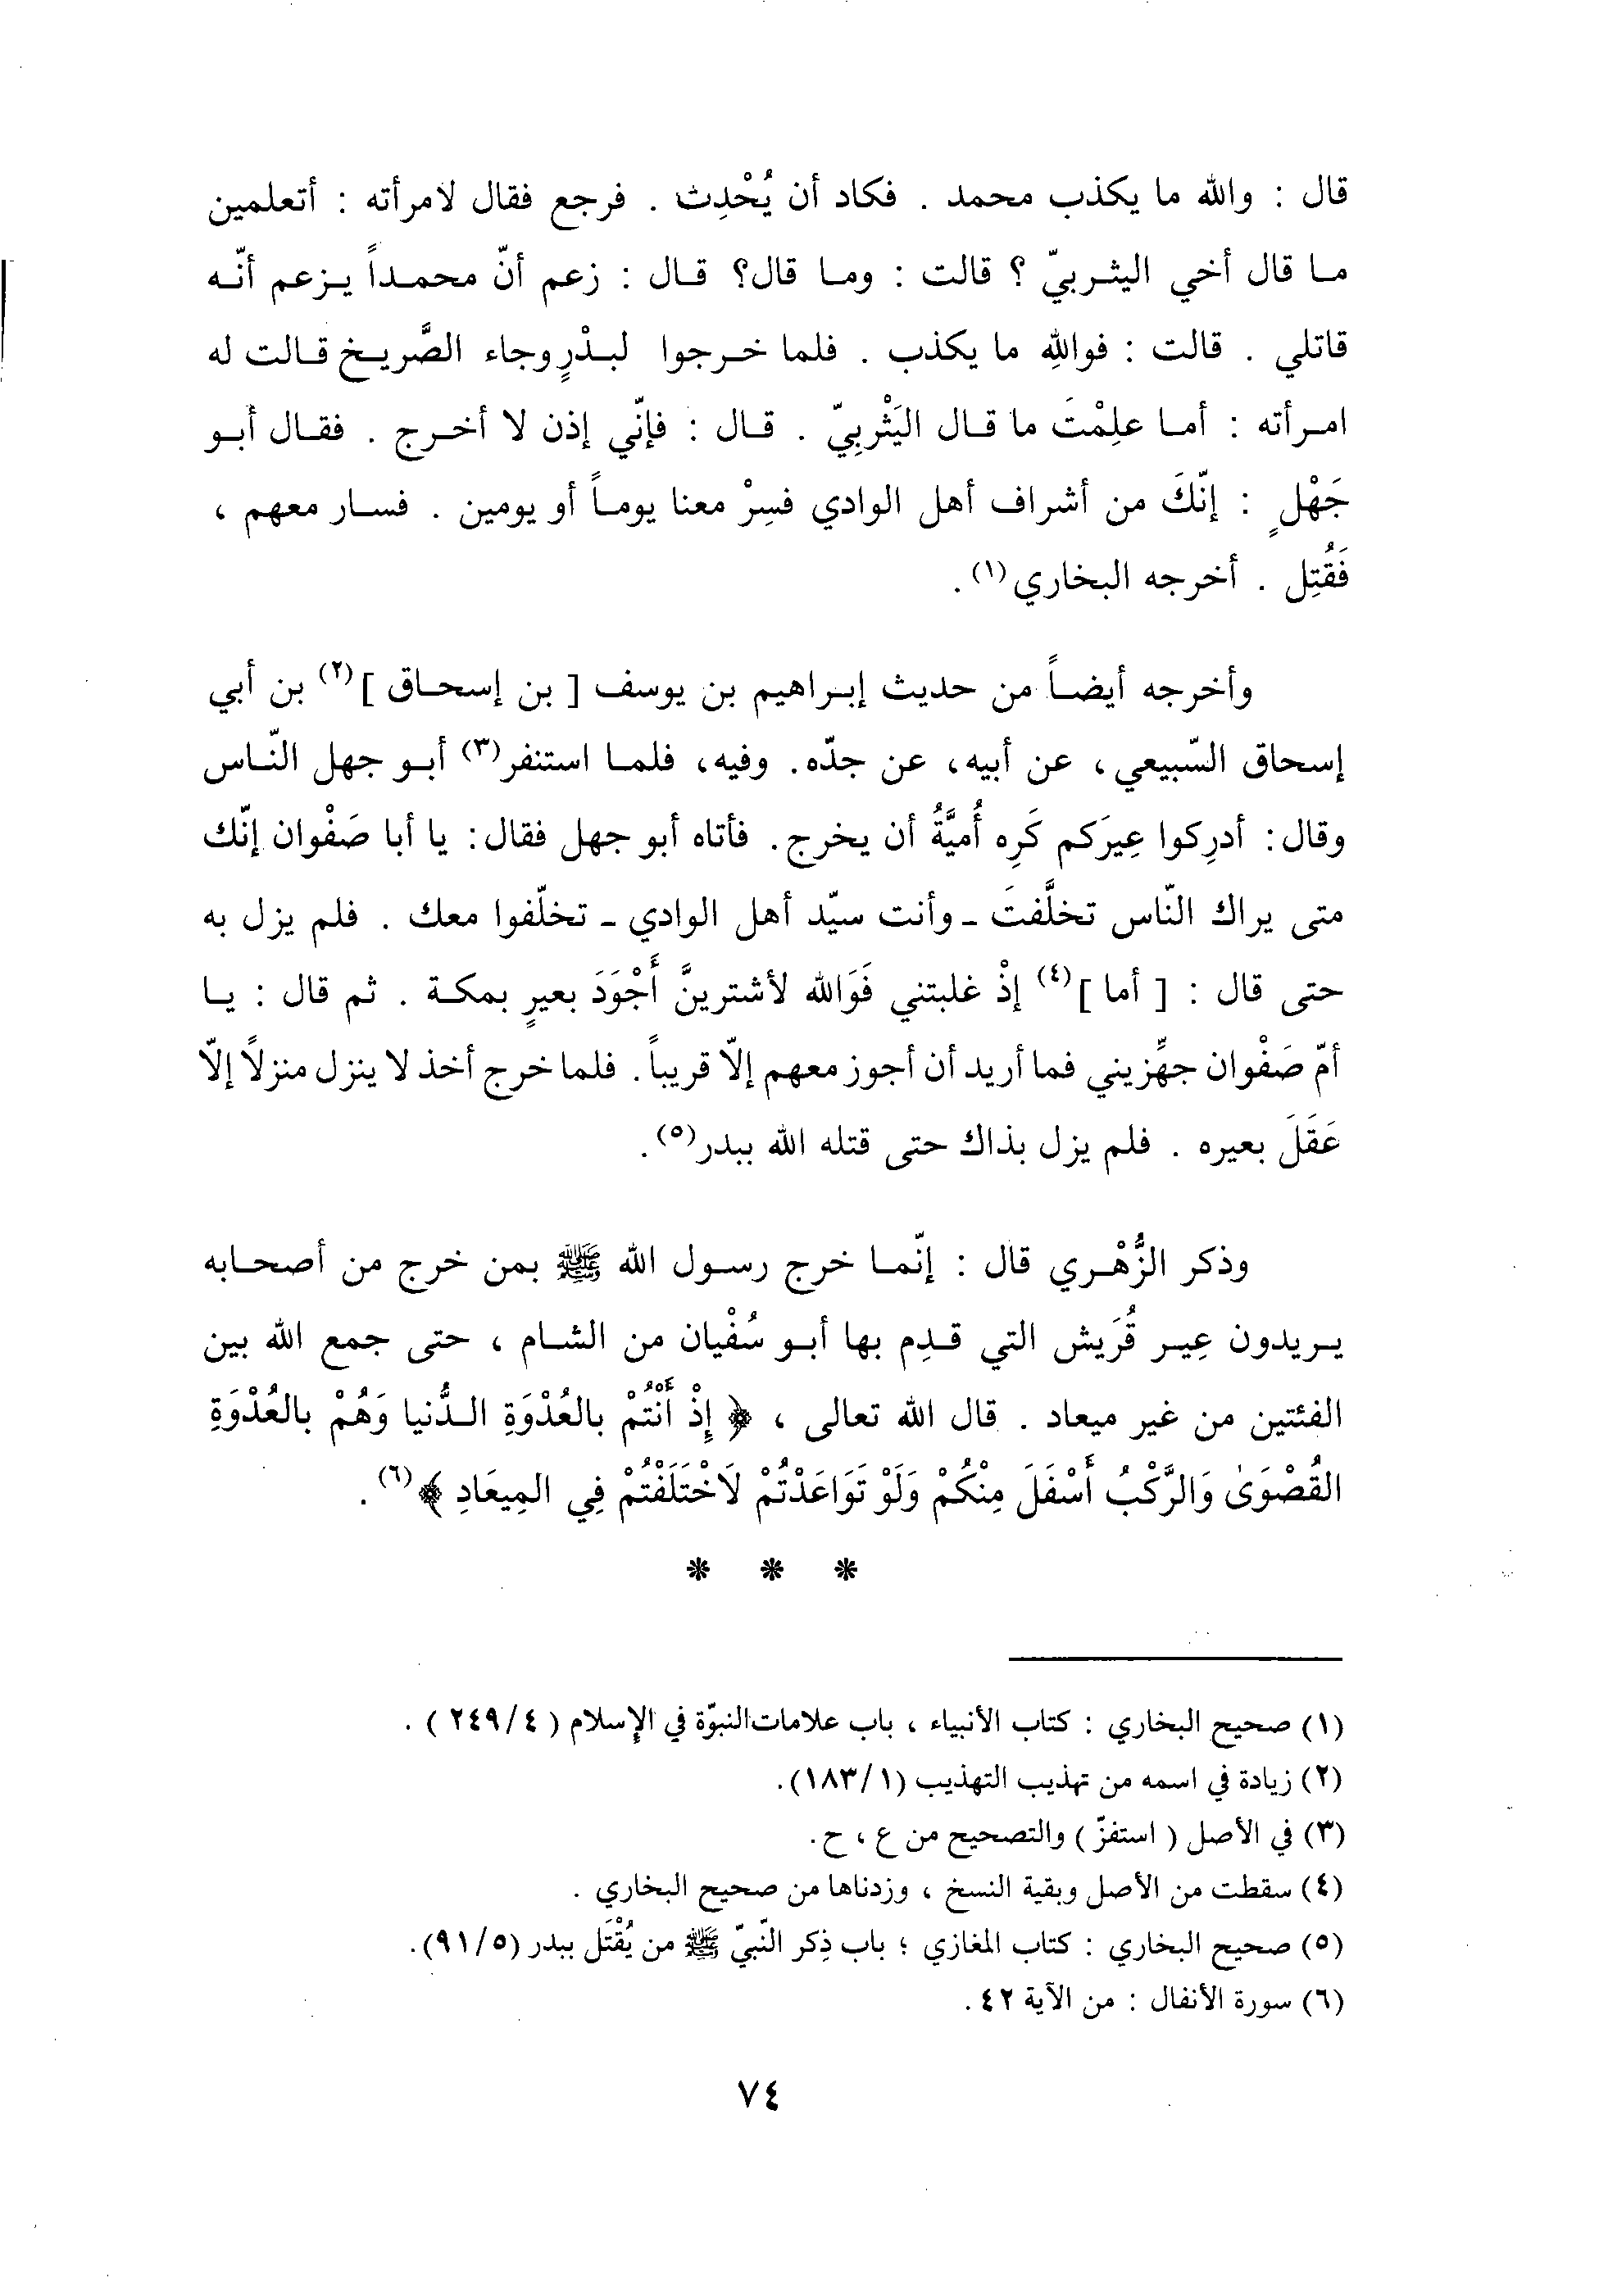 قال : والله ما يكذب محمد . فكاد أن يُحْدِث . فرجع فقال لامرأته : أتعلمين
ما قال أخي اليثربيّ ؟ قالت : وما قال؟ قال : زعم أنّ محمداً يزعم أنّه
قاتلي . قالت : فواللهِ ما يكذب . فلما خرجوا لبدْرٍ وجاء الصَّريخ قالت له
امرأته : أما علِمْتَ ما قال اليَثْرِبيّ . قال : فإنّي إذن لا أخرج . فقال أبو
جَهْلٍ : إنّكَ من أشراف أهل الوادي فسِرْ معنا يوماً أو يومين . فسار معهم ،
فَقُتِل . أخرجه البخاري(١).
وأخرجه أيضاً من حديث إبراهيم بن يوسف [ بن إسحاق ](٢) بن أبي
إسحاق السّبيعي، عن أبيه، عن جدّه. وفيه، فلما استنفر(٣) أبو جهل النّاس
وقال: أدرِكوا عِيرَكم كَرِه أُميَّةُ أن يخرج. فأتاه أبو جهل فقال: يا أبا صَفْوان إنّك
متى يراك النّاس تخلَّفتَ - وأنت سيّد أهل الوادي - تخلّفوا معك . فلم يزل به
حتى قال : [ أما ](٤) إذْ غلبتني فَوَالله لأشترينَّ أَجْوَدَ بعيرٍ بمكة . ثم قال : يا
أمّ صَفْوان جهِّزيني فما أريد أن أجوز معهم إلّا قريباً. فلما خرج أخذ لا ينزل منزلًا إلّا
عَقَلَ بعيره . فلم يزل بذاك حتى قتله الله ببدر(٥).
وذكر الزُّهْري قال : إنّما خرج رسول الله ﷺ بمن خرج من أصحابه
يريدون عِير قُرَيش التي قدِم بها أبو سُفْيان من الشام ، حتى جمع الله بين
الفئتين من غير ميعاد . قال الله تعالى ، ﴿ إِذْ أَنْتُمْ بالعُدْوَةِ الدُّنيا وَهُمْ بالعُدْوَةِ
القُصْوَىٰ وَالرَّكْبُ أَسْفَلَ مِنْكُمْ وَلَوْ تَوَاعَدْتُمْ لَاخْتَلَفْتُمْ فِي المِيعَادِ ﴾(٦) .
* * *
(١) صحيح البخاري : كتاب الأنبياء ، باب علامات النبوّة في الإسلام ( ٢٤٩/٤ ) .
(٢) زيادة في اسمه من تهذيب التهذيب (١٨٣/١).
(٣) في الأصل ( استفزّ ) والتصحيح من ع ، ح.
(٤) سقطت من الأصل وبقية النسخ ، وزدناها من صحيح البخاري .
(٥) صحيح البخاري : كتاب المغازي ؛ باب ذِكر النّبيّ ﷺ من يُقْتَل ببدر (٩١/٥).
(٦) سورة الأنفال : من الآية ٤٢ .
٧٤